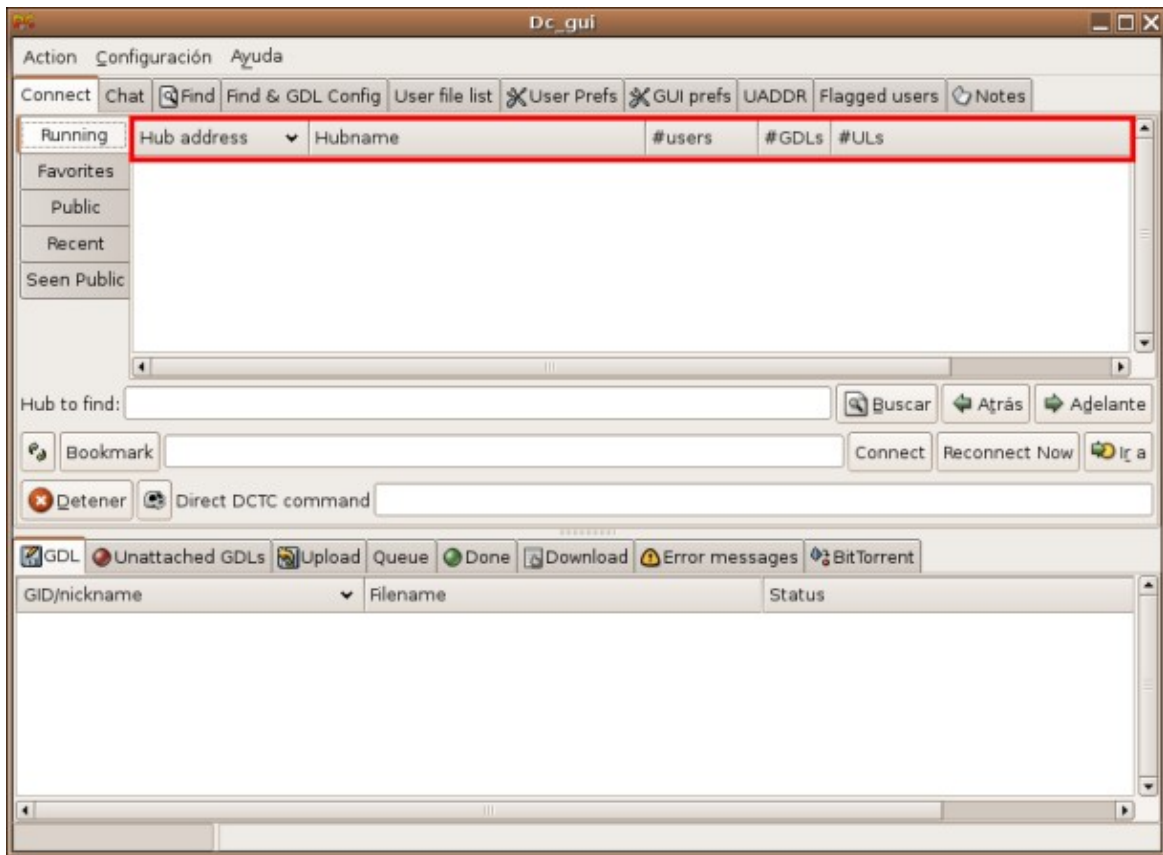 Dc_gui
Action Configuración Ayuda
Connect Chat Find Find & GDL Config User file list User Prefs GUI prefs UADDR Flagged users Notes
Running Hub address Hubname #users #GDLs #ULs
Favorites
Public
Recent
Seen Public
Hub to find: Buscar Atrás Adelante
Bookmark Connect Reconnect Now Ir a
Detener Direct DCTC command
GDL Unattached GDLs Upload Queue Done Download Error messages BitTorrent
GID/nickname Filename Status